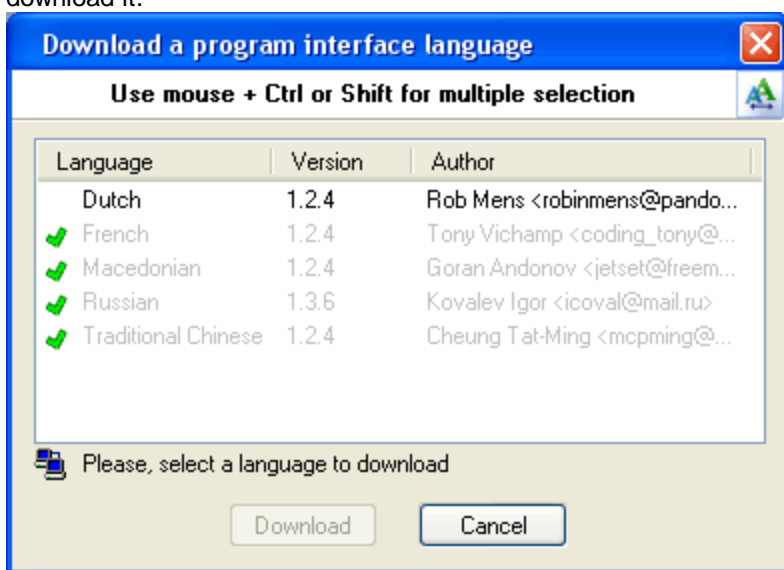 download it.
Download a program interface language
Use mouse + Ctrl or Shift for multiple selection
Language Version Author
Dutch 1.2.4 Rob Mens <robinmens@pando...
French 1.2.4 Tony Vichamp <coding_tony@...
Macedonian 1.2.4 Goran Andonov <jetset@freem...
Russian 1.3.6 Kovalev Igor <icoval@mail.ru>
Traditional Chinese 1.2.4 Cheung Tat-Ming <mcpming@...
Please, select a language to download
Download Cancel